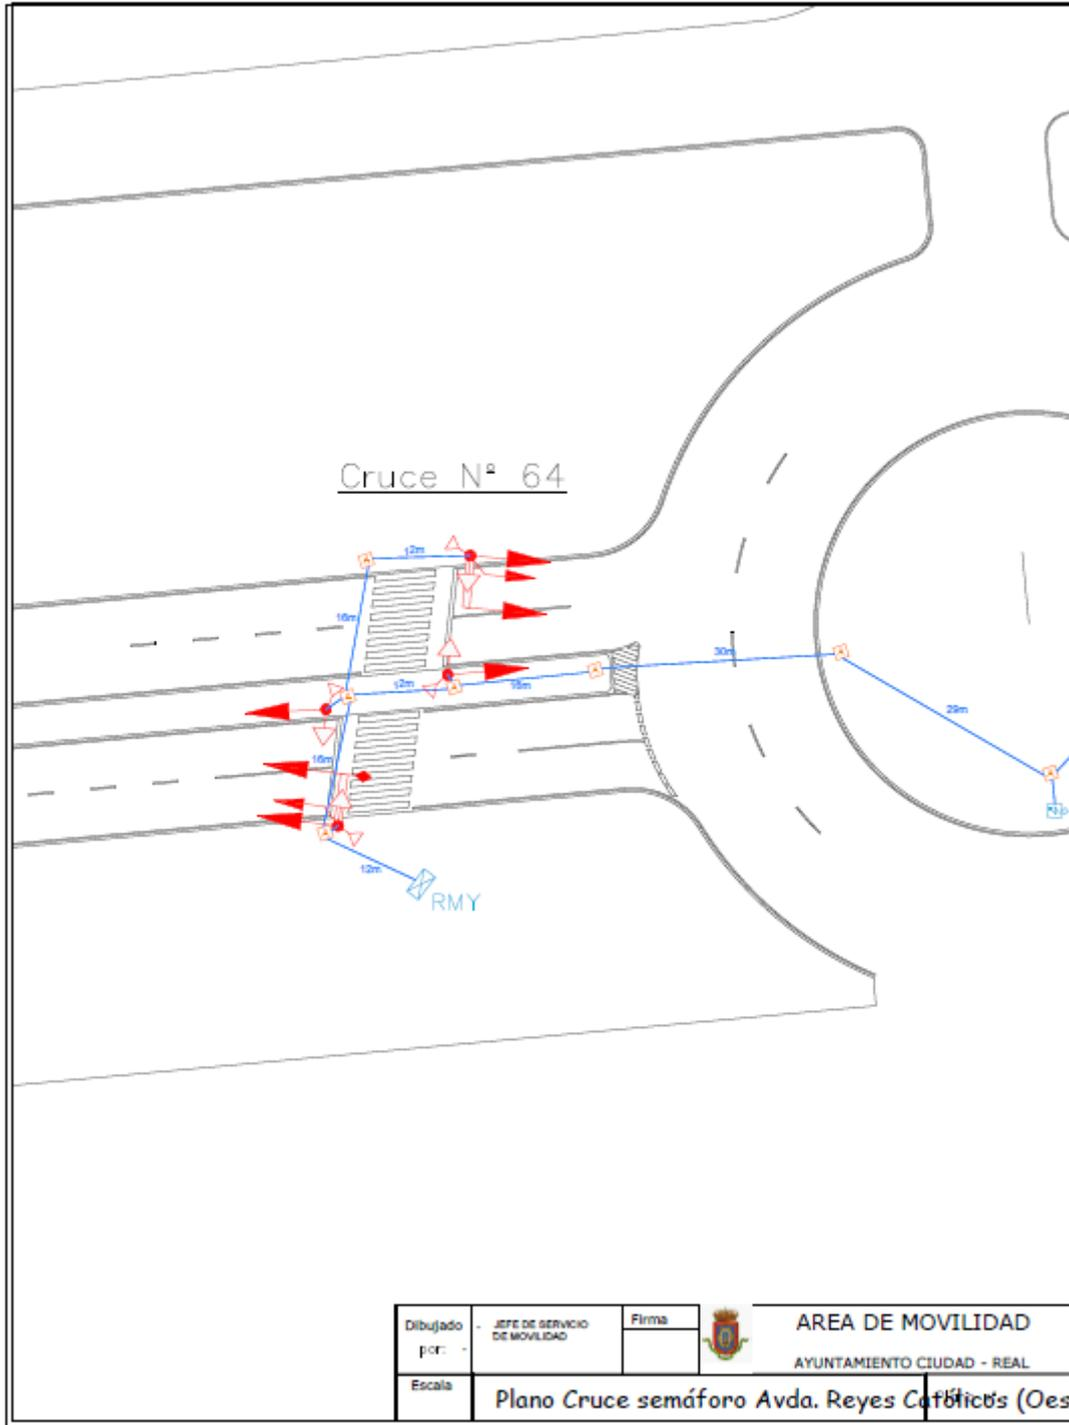 Cruce Nº 64
12m
16m
30m
12m
16m
29m
16m
12m
RMY
Dibujado
por: -
- JEFE DE SERVICIO
DE MOVILIDAD
Firma
AREA DE MOVILIDAD
AYUNTAMIENTO CIUDAD - REAL
Escala
Plano Cruce semáforo Avda. Reyes Católicos (Oes